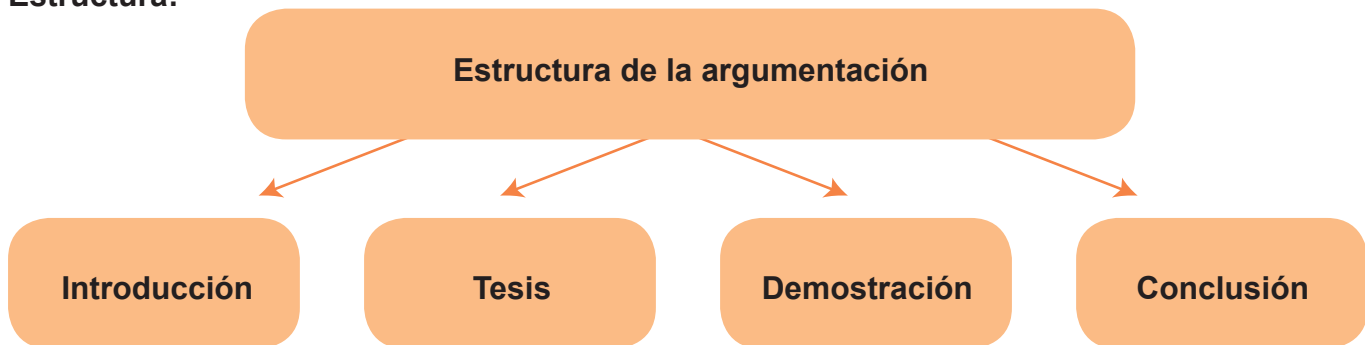 Estructura:
Estructura de la argumentación
Introducción
Tesis
Demostración
Conclusión